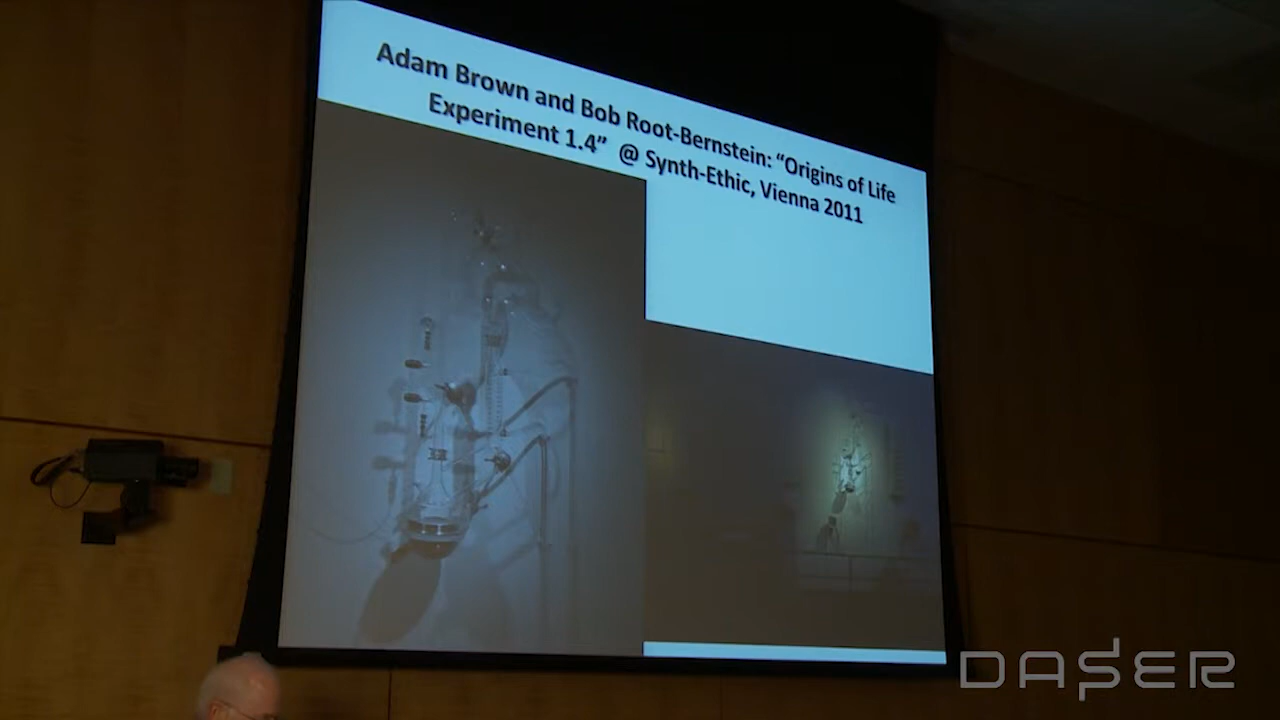 Adam Brown and Bob Root-Bernstein: “Origins of Life
Experiment 1.4” @ Synth-Ethic, Vienna 2011
DASER